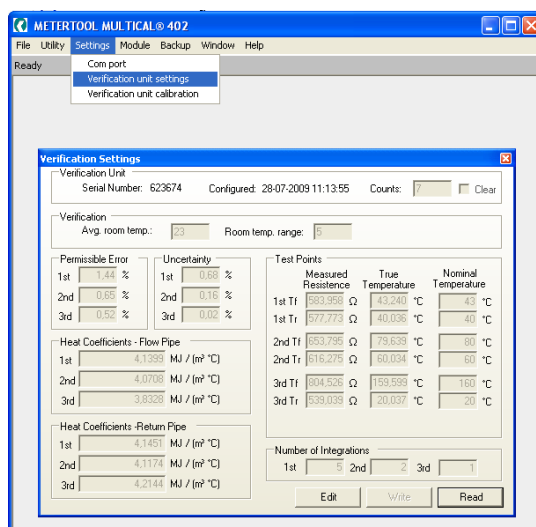 METERTOOL MULTICAL® 402
File Utility Settings Module Backup Window Help
Ready
Com port
Verification unit settings
Verification unit calibration
Verification Settings
Verification Unit
Serial Number: 623674 Configured: 28-07-2009 11:13:55 Counts: 7 Clear
Verification
Avg. room temp.: 23 Room temp. range: 5
Permissible Error
1st 1,44 %
2nd 0,65 %
3rd 0,52 %
Uncertainty
1st 0,68 %
2nd 0,16 %
3rd 0,02 %
Heat Coefficients - Flow Pipe
1st 4,1399 MJ / (m³ °C)
2nd 4,0708 MJ / (m³ °C)
3rd 3,8328 MJ / (m³ °C)
Heat Coefficients -Return Pipe
1st 4,1451 MJ / (m³ °C)
2nd 4,1174 MJ / (m³ °C)
3rd 4,2144 MJ / (m³ °C)
Test Points
Measured Resistence True Temperature Nominal Temperature
1st Tf 583,958 Ω 43,240 °C 43 °C
1st Tr 577,773 Ω 40,036 °C 40 °C
2nd Tf 653,795 Ω 79,639 °C 80 °C
2nd Tr 616,275 Ω 60,034 °C 60 °C
3rd Tf 804,526 Ω 159,599 °C 160 °C
3rd Tr 539,039 Ω 20,037 °C 20 °C
Number of Integrations
1st 5 2nd 2 3rd 1
Edit Write Read